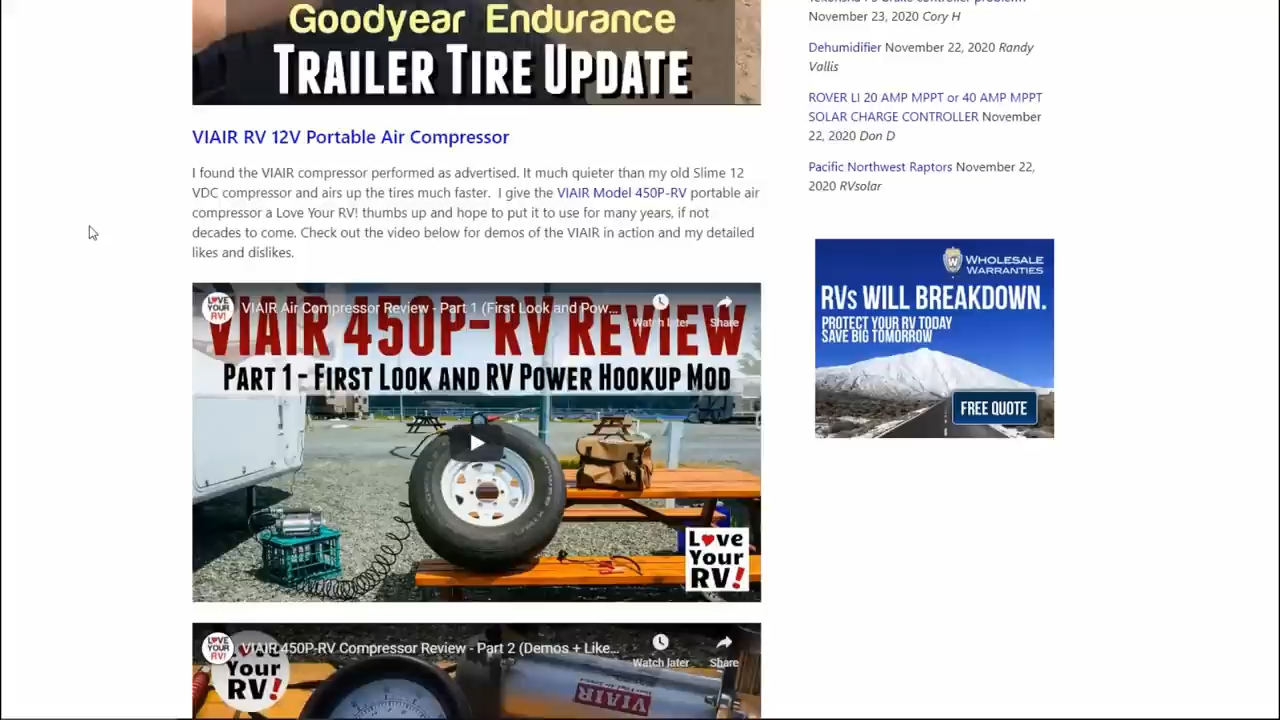 Goodyear Endurance
TRAILER TIRE UPDATE
VIAIR RV 12V Portable Air Compressor
I found the VIAIR compressor performed as advertised. It much quieter than my old Slime 12
VDC compressor and airs up the tires much faster.  I give the VIAIR Model 450P-RV portable air
compressor a Love Your RV! thumbs up and hope to put it to use for many years, if not
decades to come. Check out the video below for demos of the VIAIR in action and my detailed
likes and dislikes.
LOVE YOUR RV!
VIAIR Air Compressor Review - Part 1 (First Look and Pow...
Watch later
Share
VIAIR 450P-RV REVIEW
PART 1 - FIRST LOOK AND RV POWER HOOKUP MOD
Love
Your
RV!
LOVE YOUR RV!
VIAIR 450P-RV Compressor Review - Part 2 (Demos + Like...
Watch later
Share
Your
RV!
VIAIR
November 23, 2020 Cory H
Dehumidifier November 22, 2020 Randy
Vallis
ROVER LI 20 AMP MPPT or 40 AMP MPPT
SOLAR CHARGE CONTROLLER November
22, 2020 Don D
Pacific Northwest Raptors November 22,
2020 RVsolar
W
WHOLESALE
WARRANTIES
RVs WILL BREAKDOWN.
PROTECT YOUR RV TODAY
SAVE BIG TOMORROW
FREE QUOTE